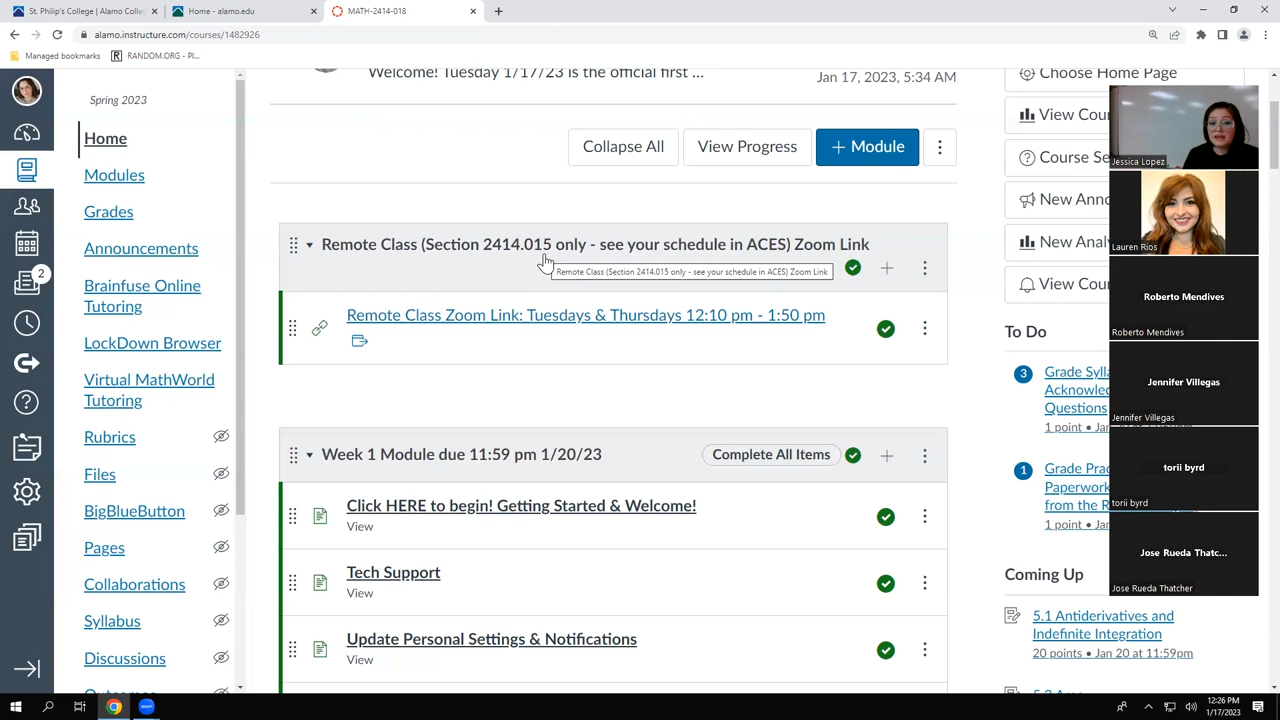 St. Philip's College | Alamo Colle
Home - alamo.edu
MATH-2414-018
alamo.instructure.com/courses/1482926
Managed bookmarks
RANDOM.ORG - Pl...
Welcome! Tuesday 1/17/23 is the official first ...
Jan 17, 2023, 5:34 AM
Spring 2023
Home
Modules
Grades
Announcements
Brainfuse Online
Tutoring
LockDown Browser
Virtual MathWorld
Tutoring
Rubrics
Files
BigBlueButton
Pages
Collaborations
Syllabus
Discussions
Outcomes
2
Collapse All
View Progress
+ Module
Remote Class (Section 2414.015 only - see your schedule in ACES) Zoom Link
Remote Class (Section 2414.015 only - see your schedule in ACES) Zoom Link
Remote Class Zoom Link: Tuesdays & Thursdays 12:10 pm - 1:50 pm
Week 1 Module due 11:59 pm 1/20/23
Complete All Items
Click HERE to begin! Getting Started & Welcome!
View
Tech Support
View
Update Personal Settings & Notifications
View
Choose Home Page
View Cou
Course Se
New Anno
New Analy
View Cou
To Do
3
Grade Sylla
Acknowled
Questions
1 point • Jan
1
Grade Prac
Paperwork
from the R
1 point • Jan
Coming Up
5.1 Antiderivatives and
Indefinite Integration
20 points • Jan 20 at 11:59pm
Jessica Lopez
Lauren Rios
Roberto Mendives
Roberto Mendives
Jennifer Villegas
Jennifer Villegas
torii byrd
torii byrd
Jose Rueda Thatc...
Jose Rueda Thatcher
12:26 PM
1/17/2023